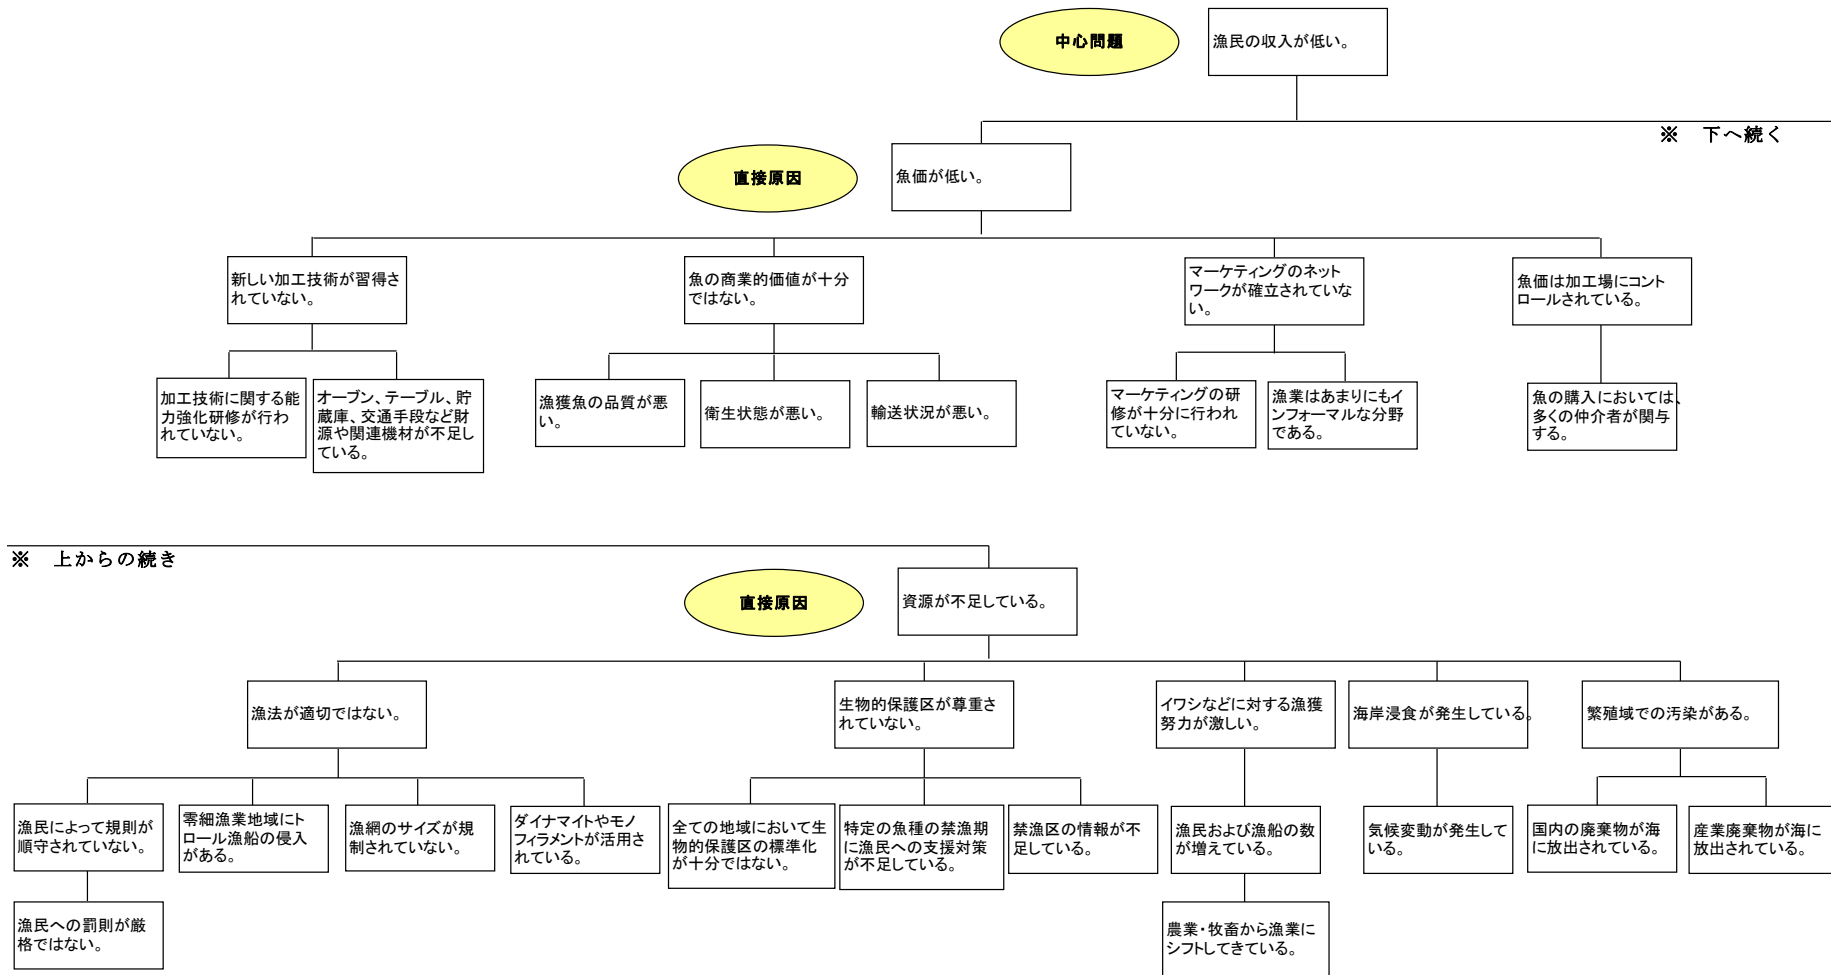 中心問題
漁民の収入が低い。
※　下へ続く
直接原因
魚価が低い。
新しい加工技術が習得さ
れていない。
魚の商業的価値が十分
ではない。
マーケティングのネット
ワークが確立されていな
い。
魚価は加工場にコント
ロールされている。
加工技術に関する能
力強化研修が行わ
れていない。
オーブン、テーブル、貯
蔵庫、交通手段など財
源や関連機材が不足し
ている。
漁獲魚の品質が悪
い。
衛生状態が悪い。
輸送状況が悪い。
マーケティングの研
修が十分に行われ
ていない。
漁業はあまりにもイ
ンフォーマルな分野
である。
魚の購入においては、
多くの仲介者が関与
する。
※　上からの続き
直接原因
資源が不足している。
漁法が適切ではない。
生物的保護区が尊重さ
れていない。
イワシなどに対する漁獲
努力が激しい。
海岸浸食が発生している。
繁殖域での汚染がある。
漁民によって規則が
順守されていない。
零細漁業地域にト
ロール漁船の侵入
がある。
漁網のサイズが規
制されていない。
ダイナマイトやモノ
フィラメントが活用さ
れている。
全ての地域において生
物的保護区の標準化
が十分ではない。
特定の魚種の禁漁期
に漁民への支援対策
が不足している。
禁漁区の情報が不
足している。
漁民および漁船の数
が増えている。
気候変動が発生して
いる。
国内の廃棄物が海
に放出されている。
産業廃棄物が海に
放出されている。
漁民への罰則が厳
格ではない。
農業・牧畜から漁業に
シフトしてきている。